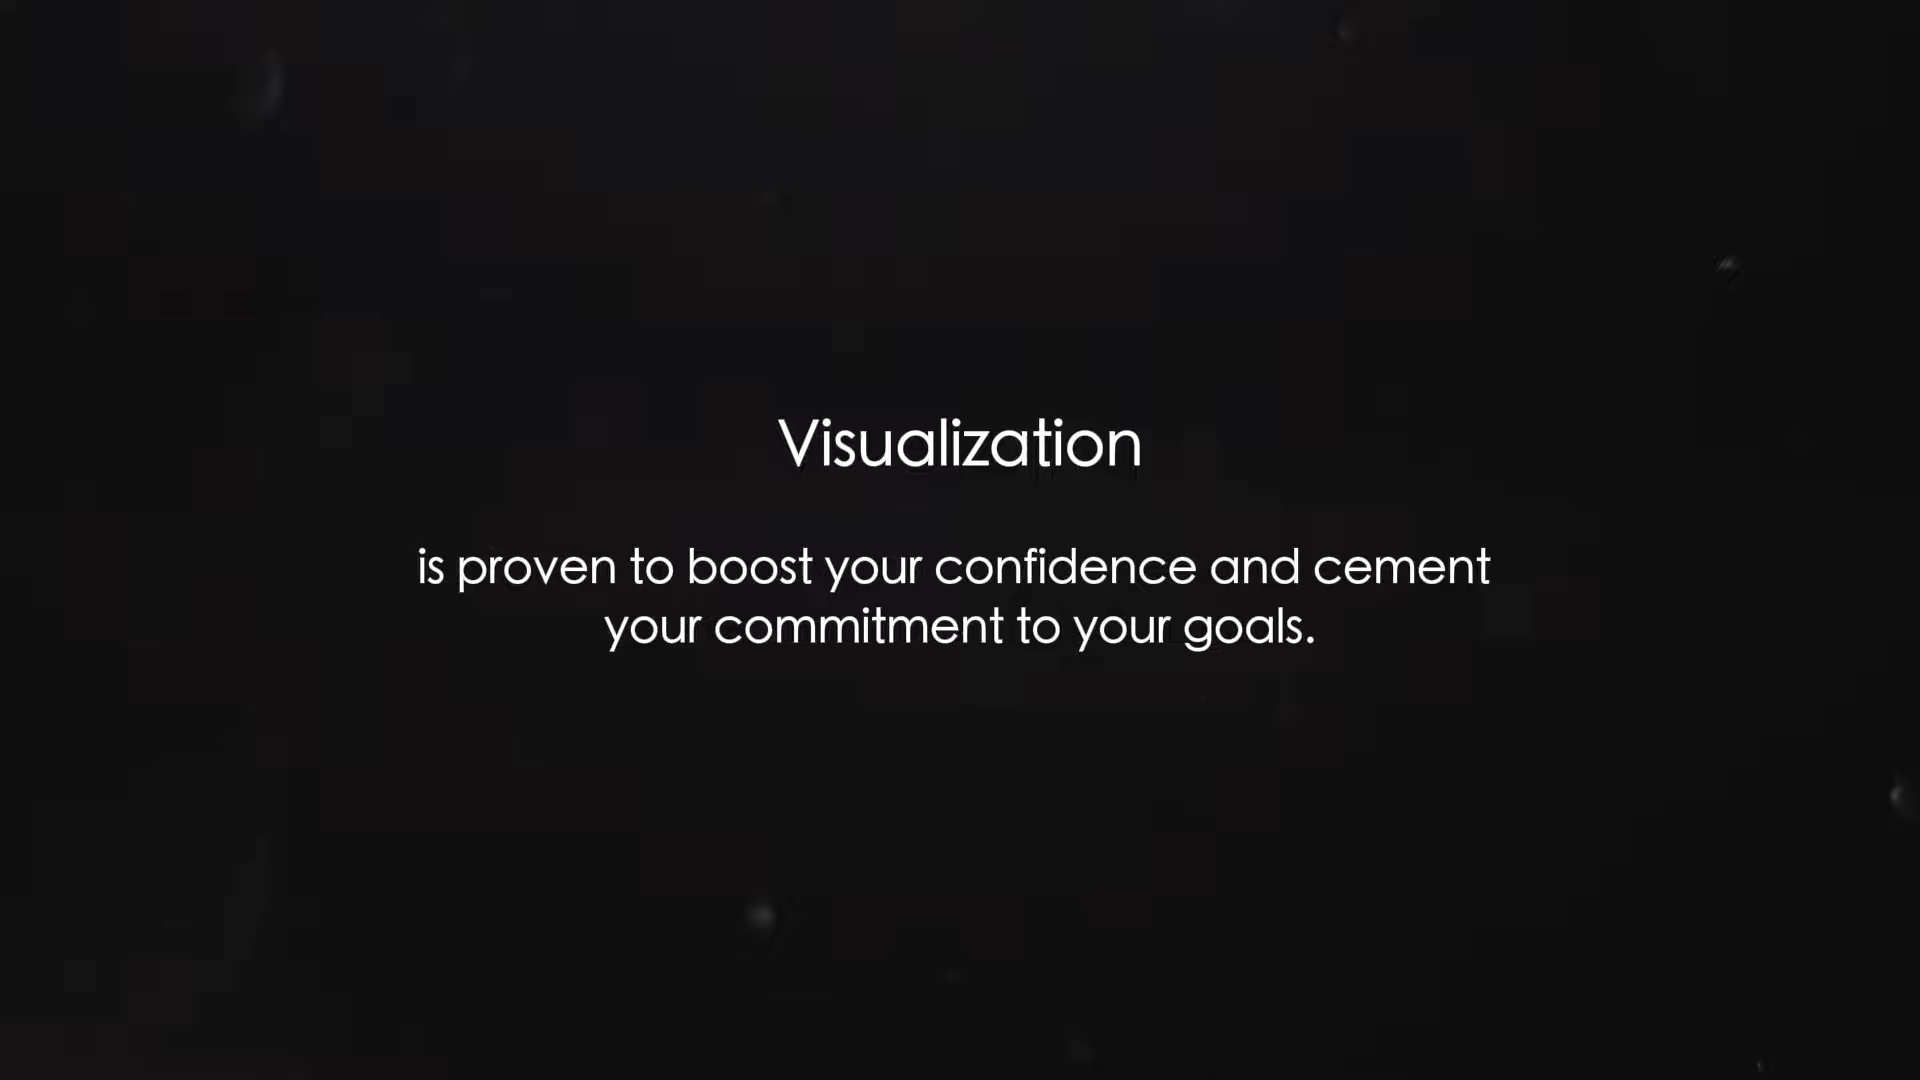 Visualization
is proven to boost your confidence and cement
your commitment to your goals.